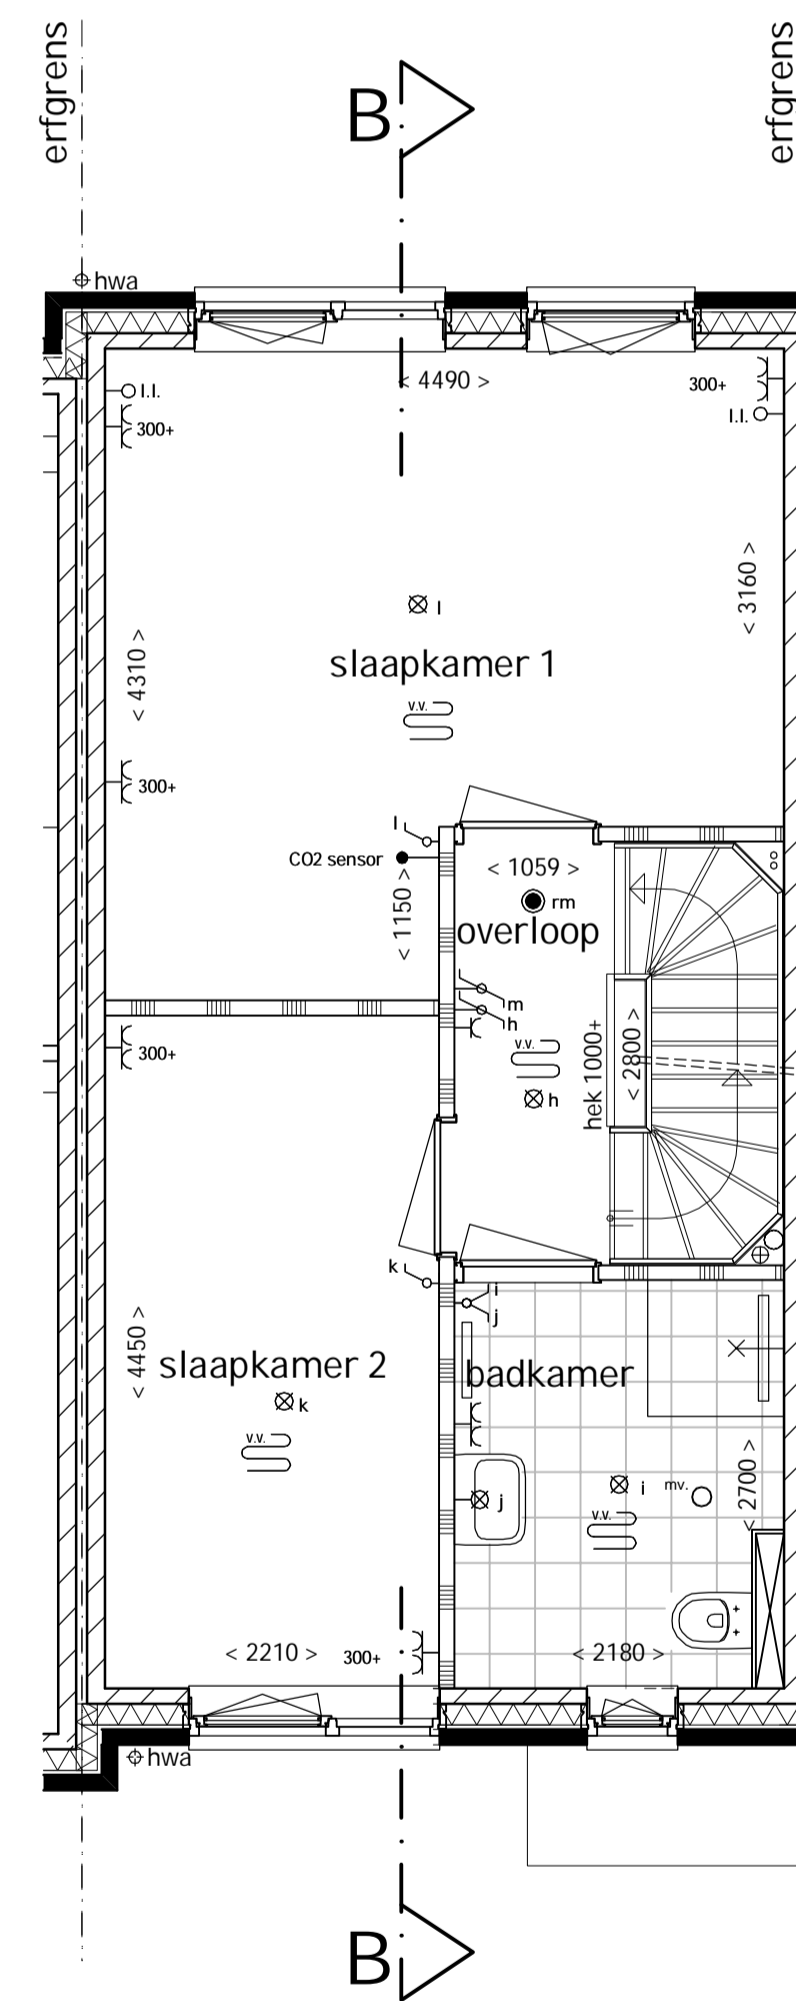 erfgrens
erfgrens
B
hwa
< 4490 >
300+
l.l.
l.l.
300+
< 3160 >
l
< 4310 >
slaapkamer 1
v.v.
300+
l
CO2 sensor
< 1150 >
< 1059 >
rm
overloop
m
h
v.v.
300+
h
hek 1000+
< 2800 >
k
i
j
< 4450 >
slaapkamer 2
badkamer
k
v.v.
j
i
mv.
v.v.
< 2700 >
< 2210 >
300+
< 2180 >
hwa
B